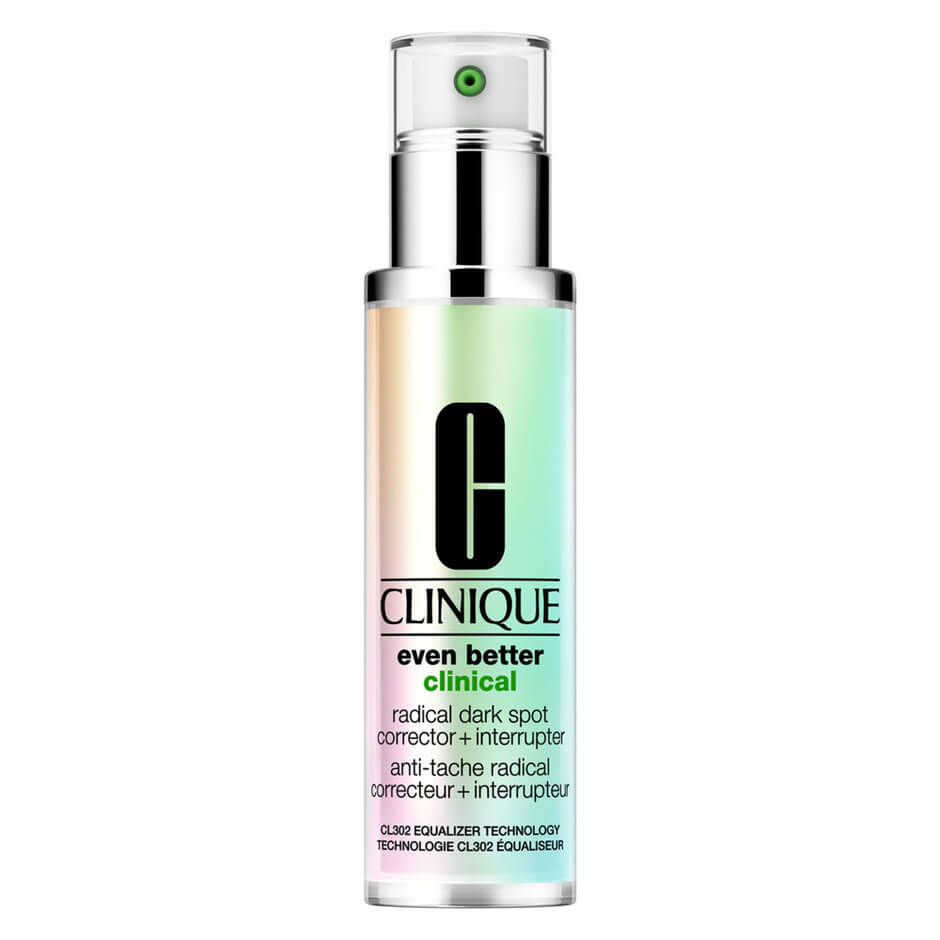 C
CLINIQUE
even better
clinical
radical dark spot
corrector + interrupter
anti-tache radical
correcteur + interrupteur
CL302 EQUALIZER TECHNOLOGY
TECHNOLOGIE CL302 ÉQUALISEUR